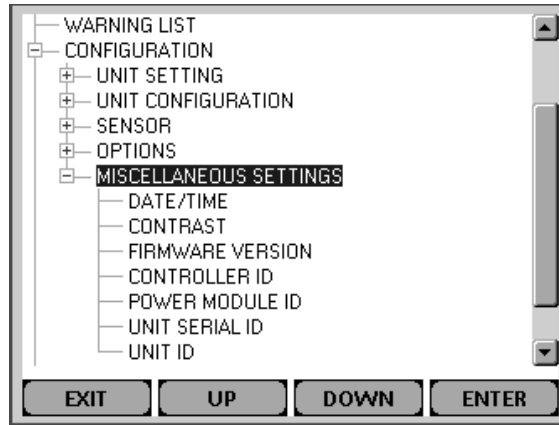 WARNING LIST
CONFIGURATION
UNIT SETTING
UNIT CONFIGURATION
SENSOR
OPTIONS
MISCELLANEOUS SETTINGS
DATE/TIME
CONTRAST
FIRMWARE VERSION
CONTROLLER ID
POWER MODULE ID
UNIT SERIAL ID
UNIT ID
EXIT UP DOWN ENTER